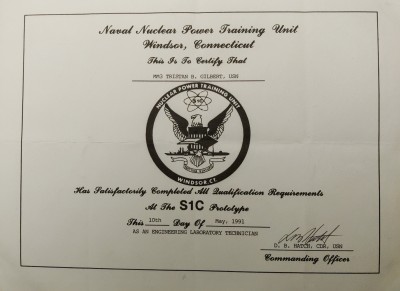 Naval Nuclear Power Training Unit
Windsor, Connecticut
This Is To Certify That
MM3 TRISTAN B. GILBERT, USN
NUCLEAR POWER TRAINING UNIT
S1C
WINDSOR, CT.
Has Satisfactorily Completed All Qualification Requirements
At The S1C Prototype
This 10th Day Of May, 1991
AS AN ENGINEERING LABORATORY TECHNICIAN
D. B. HATCH, CDR, USN
Commanding Officer